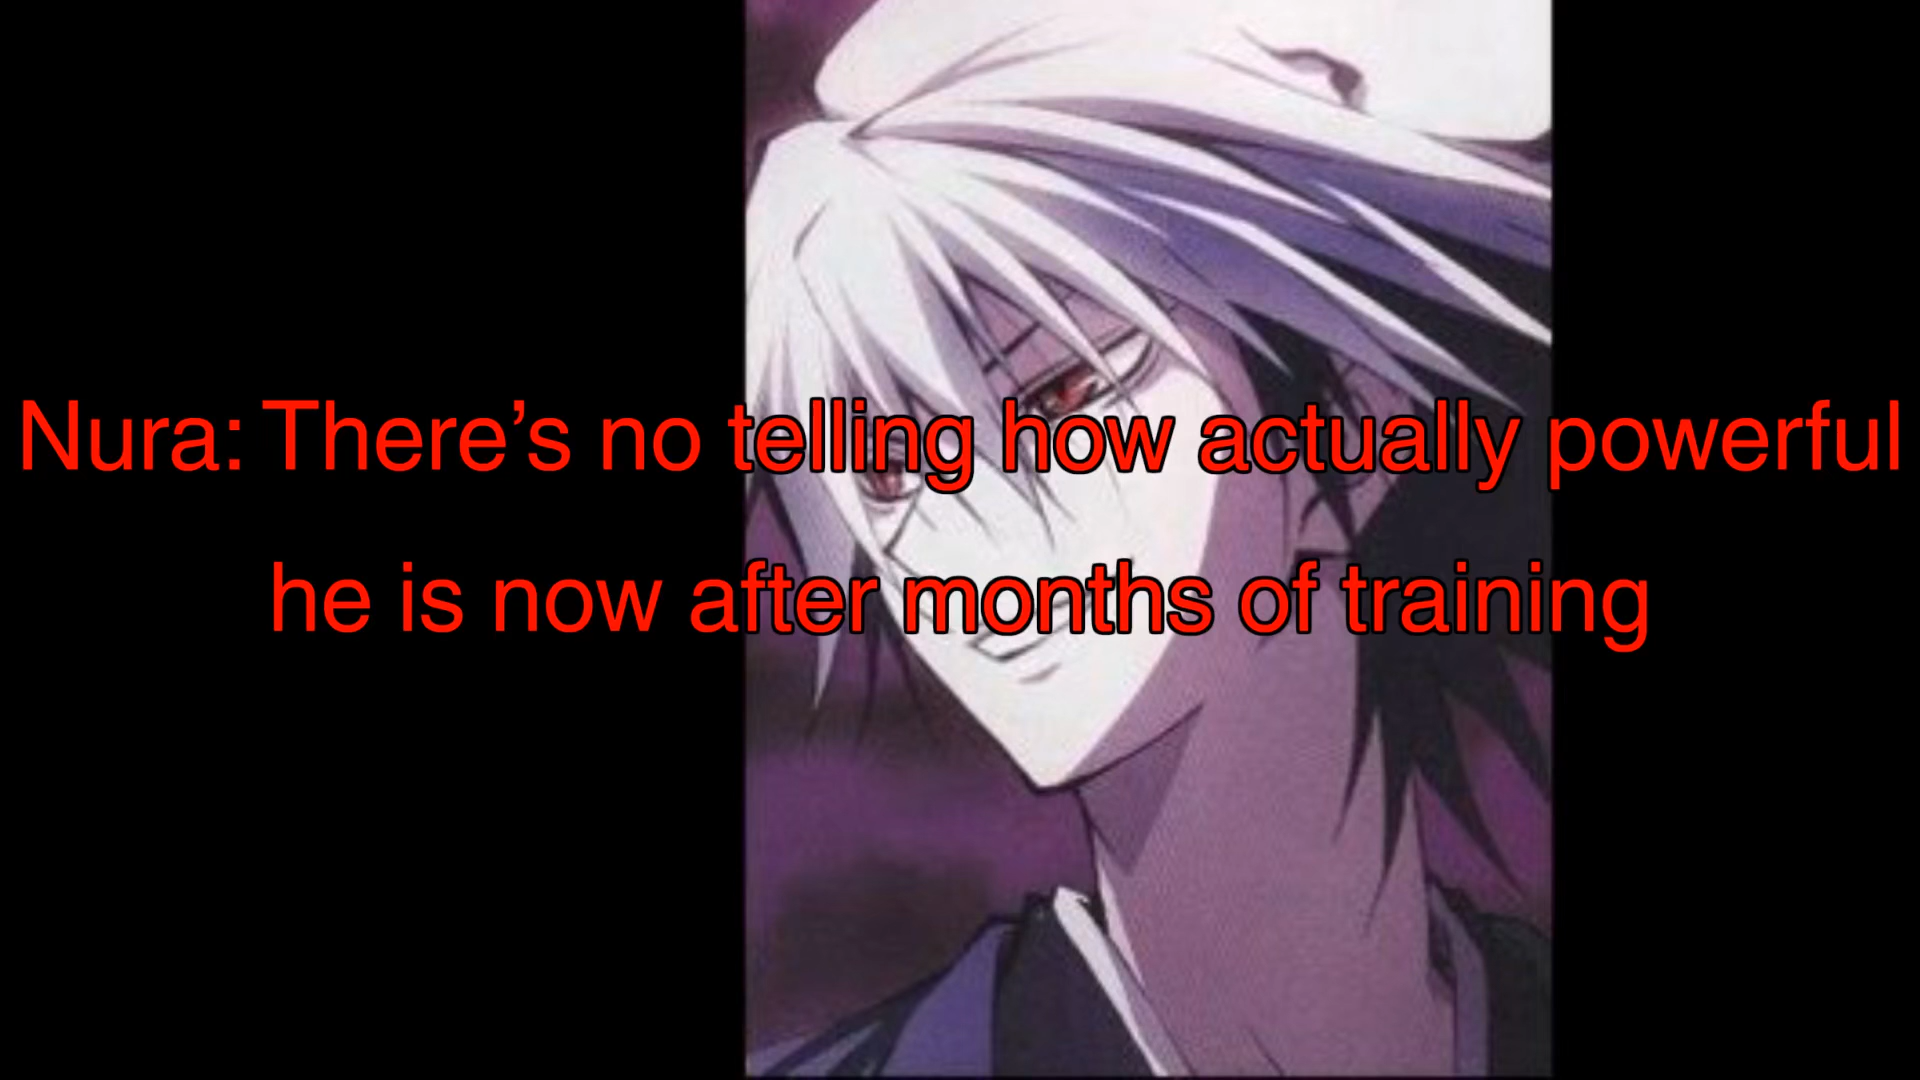 Nura: There’s no telling how actually powerful
he is now after months of training